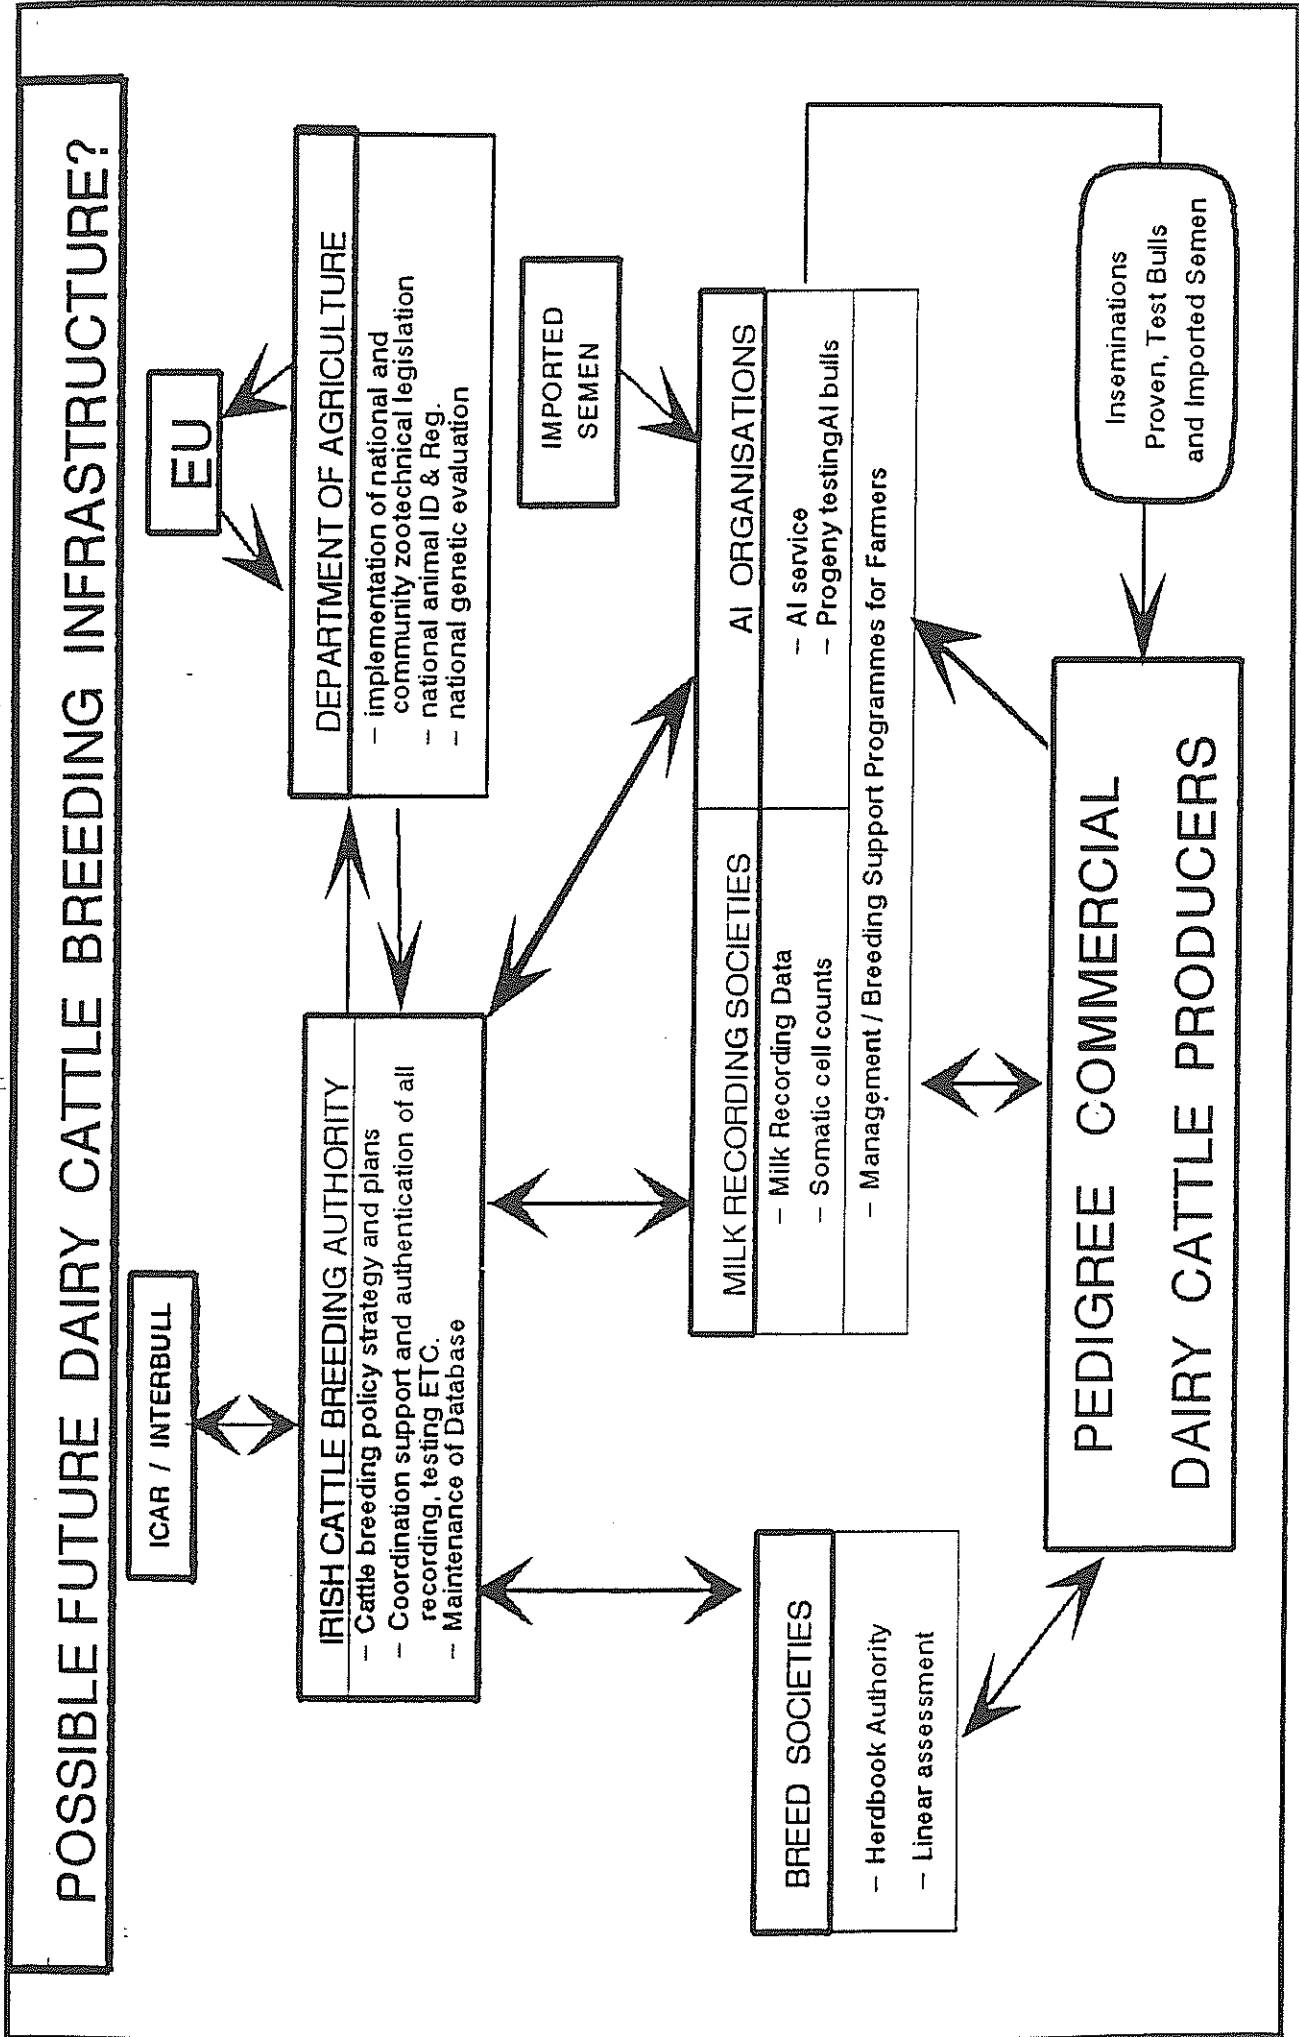 POSSIBLE FUTURE DAIRY CATTLE BREEDING INFRASTRUCTURE?
ICAR / INTERBULL
EU
IRISH CATTLE BREEDING AUTHORITY
– Cattle breeding policy strategy and plans
– Coordination support and authentication of all
recording, testing ETC.
– Maintenance of Database
DEPARTMENT OF AGRICULTURE
– implementation of national and
community zootechnical legislation
– national animal ID & Reg.
– national genetic evaluation
IMPORTED
SEMEN
BREED SOCIETIES
– Herdbook Authority
– Linear assessment
MILK RECORDING SOCIETIES
– Milk Recording Data
– Somatic cell counts
AI ORGANISATIONS
– AI service
– Progeny testingAI bulls
– Management / Breeding Support Programmes for Farmers
PEDIGREE COMMERCIAL
DAIRY CATTLE PRODUCERS
Inseminations
Proven, Test Bulls
and Imported Semen